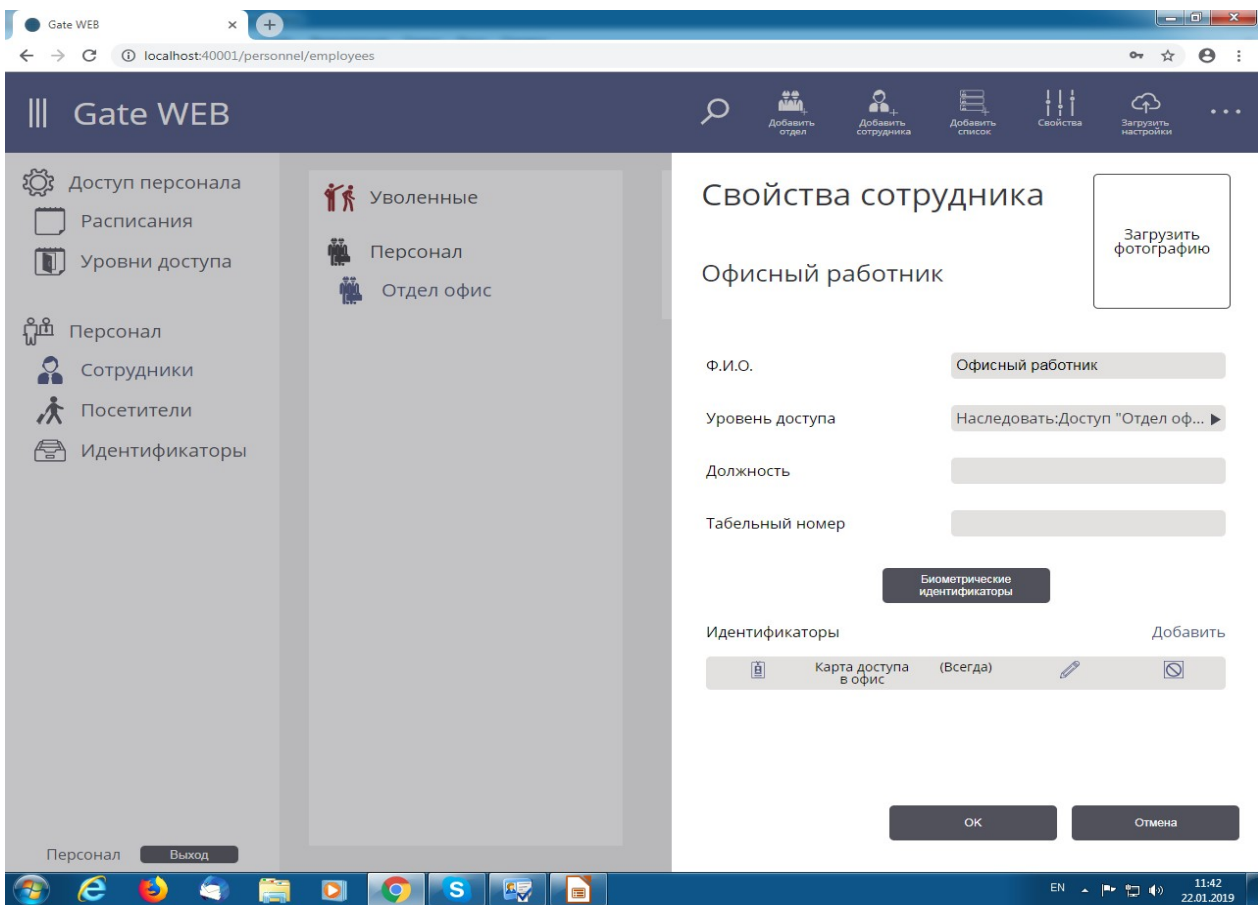 Gate WEB
localhost:40001/personnel/employees
Gate WEB
Добавить
отдел
Добавить
сотрудника
Добавить
список
Свойства
Загрузить
настройки
Доступ персонала
Расписания
Уровни доступа
Персонал
Сотрудники
Посетители
Идентификаторы
Персонал
Выход
Уволенные
Персонал
Отдел офис
Свойства сотрудника
Загрузить
фотографию
Офисный работник
Ф.И.О.
Офисный работник
Уровень доступа
Наследовать:Доступ "Отдел оф...
Должность
Табельный номер
Биометрические
идентификаторы
Идентификаторы
Добавить
Карта доступа
в офис
(Всегда)
OK
Отмена
EN
11:42
22.01.2019